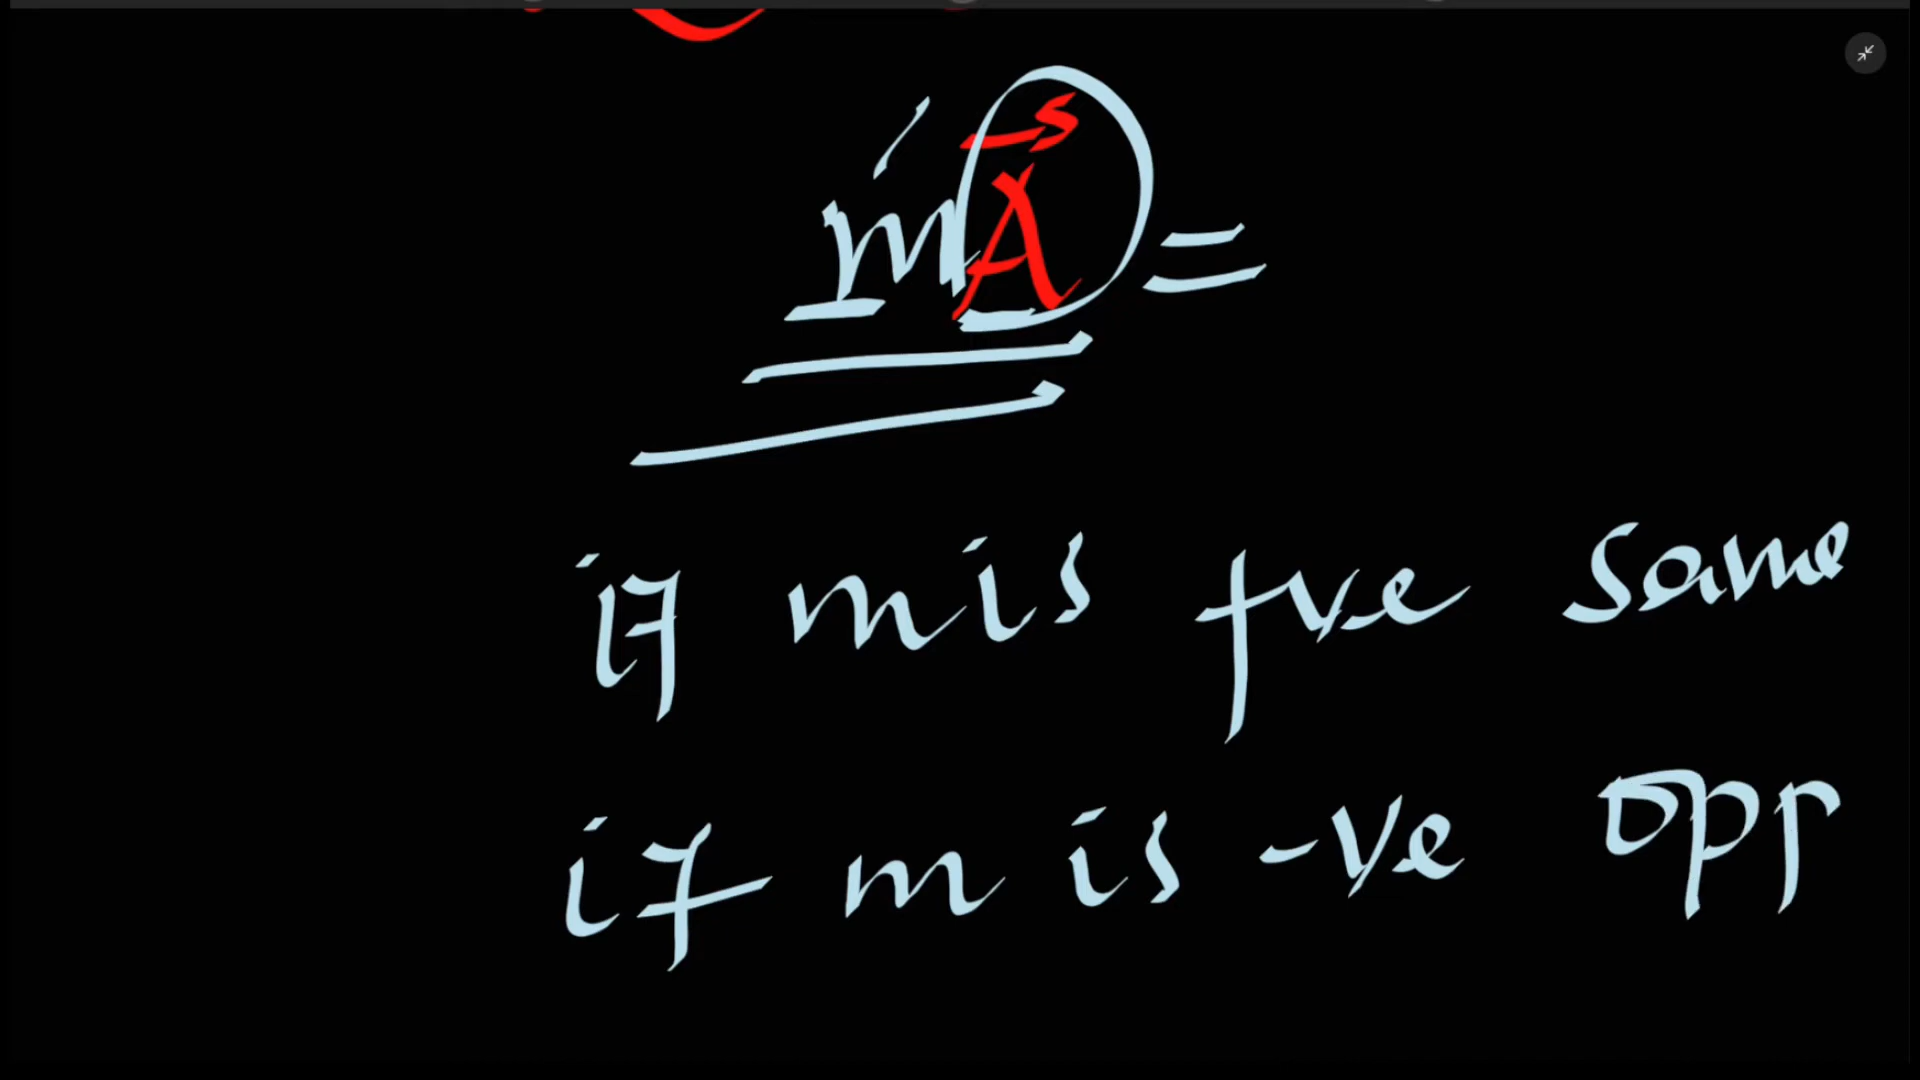 mA⃗ =
if m is +ve same
if m is -ve opp